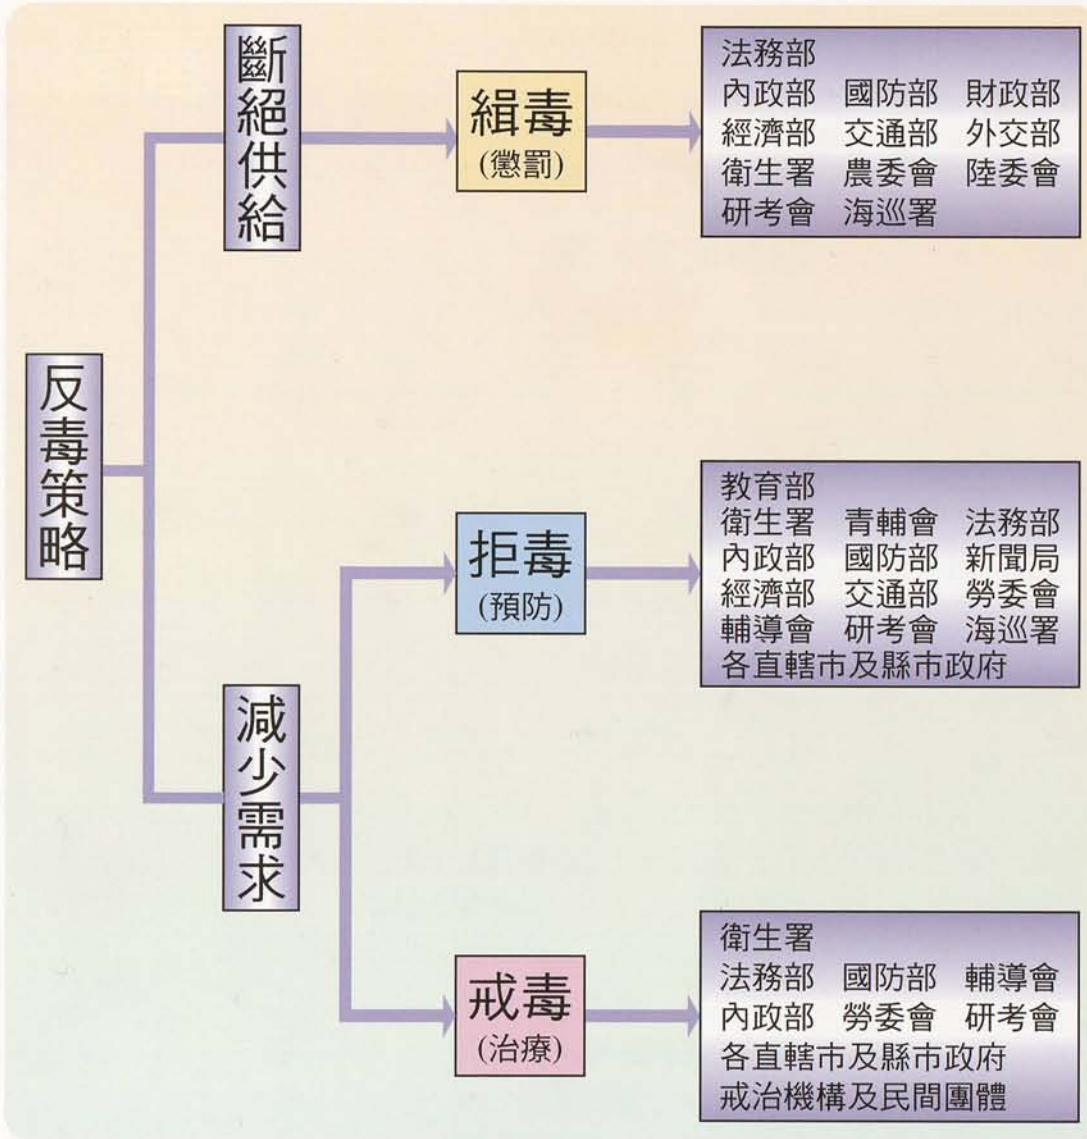 反毒策略
斷絕供給
緝毒
(懲罰)
法務部
內政部 國防部 財政部
經濟部 交通部 外交部
衛生署 農委會 陸委會
研考會 海巡署
減少需求
拒毒
(預防)
教育部
衛生署 青輔會 法務部
內政部 國防部 新聞局
經濟部 交通部 勞委會
輔導會 研考會 海巡署
各直轄市及縣市政府
戒毒
(治療)
衛生署
法務部 國防部 輔導會
內政部 勞委會 研考會
各直轄市及縣市政府
戒治機構及民間團體